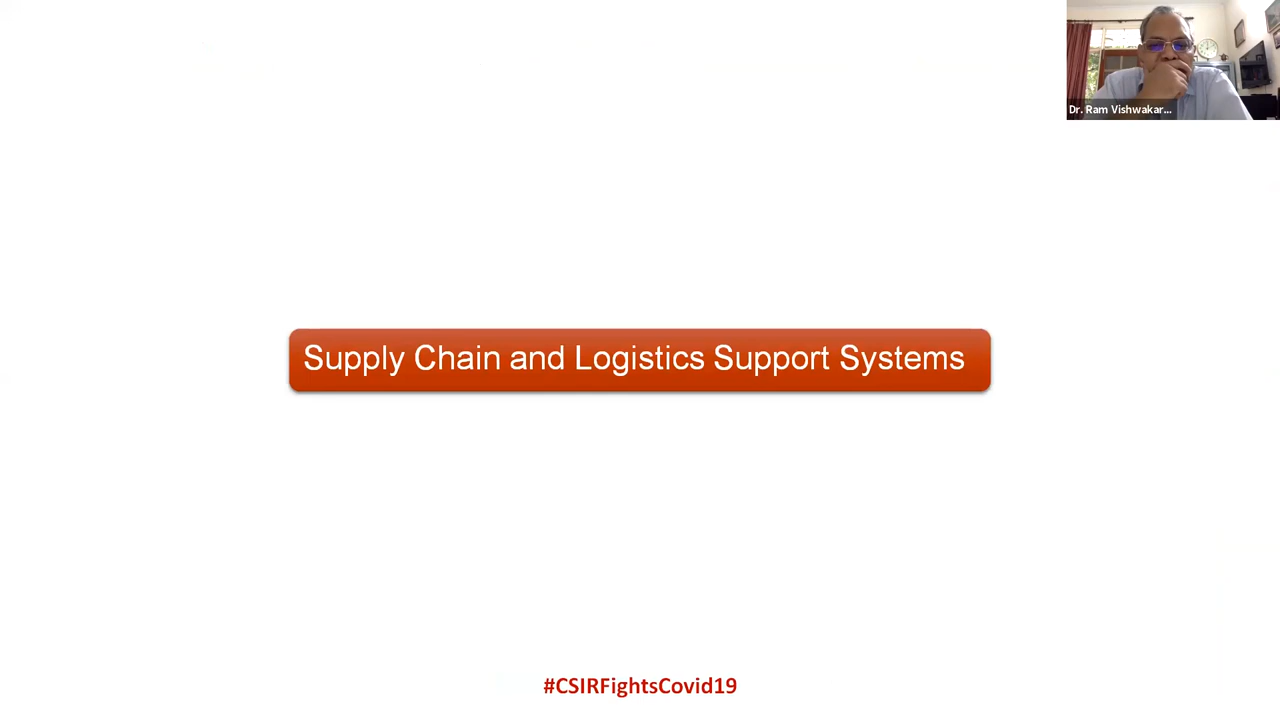 Dr. Ram Vishwakar...
Supply Chain and Logistics Support Systems
#CSIRFightsCovid19